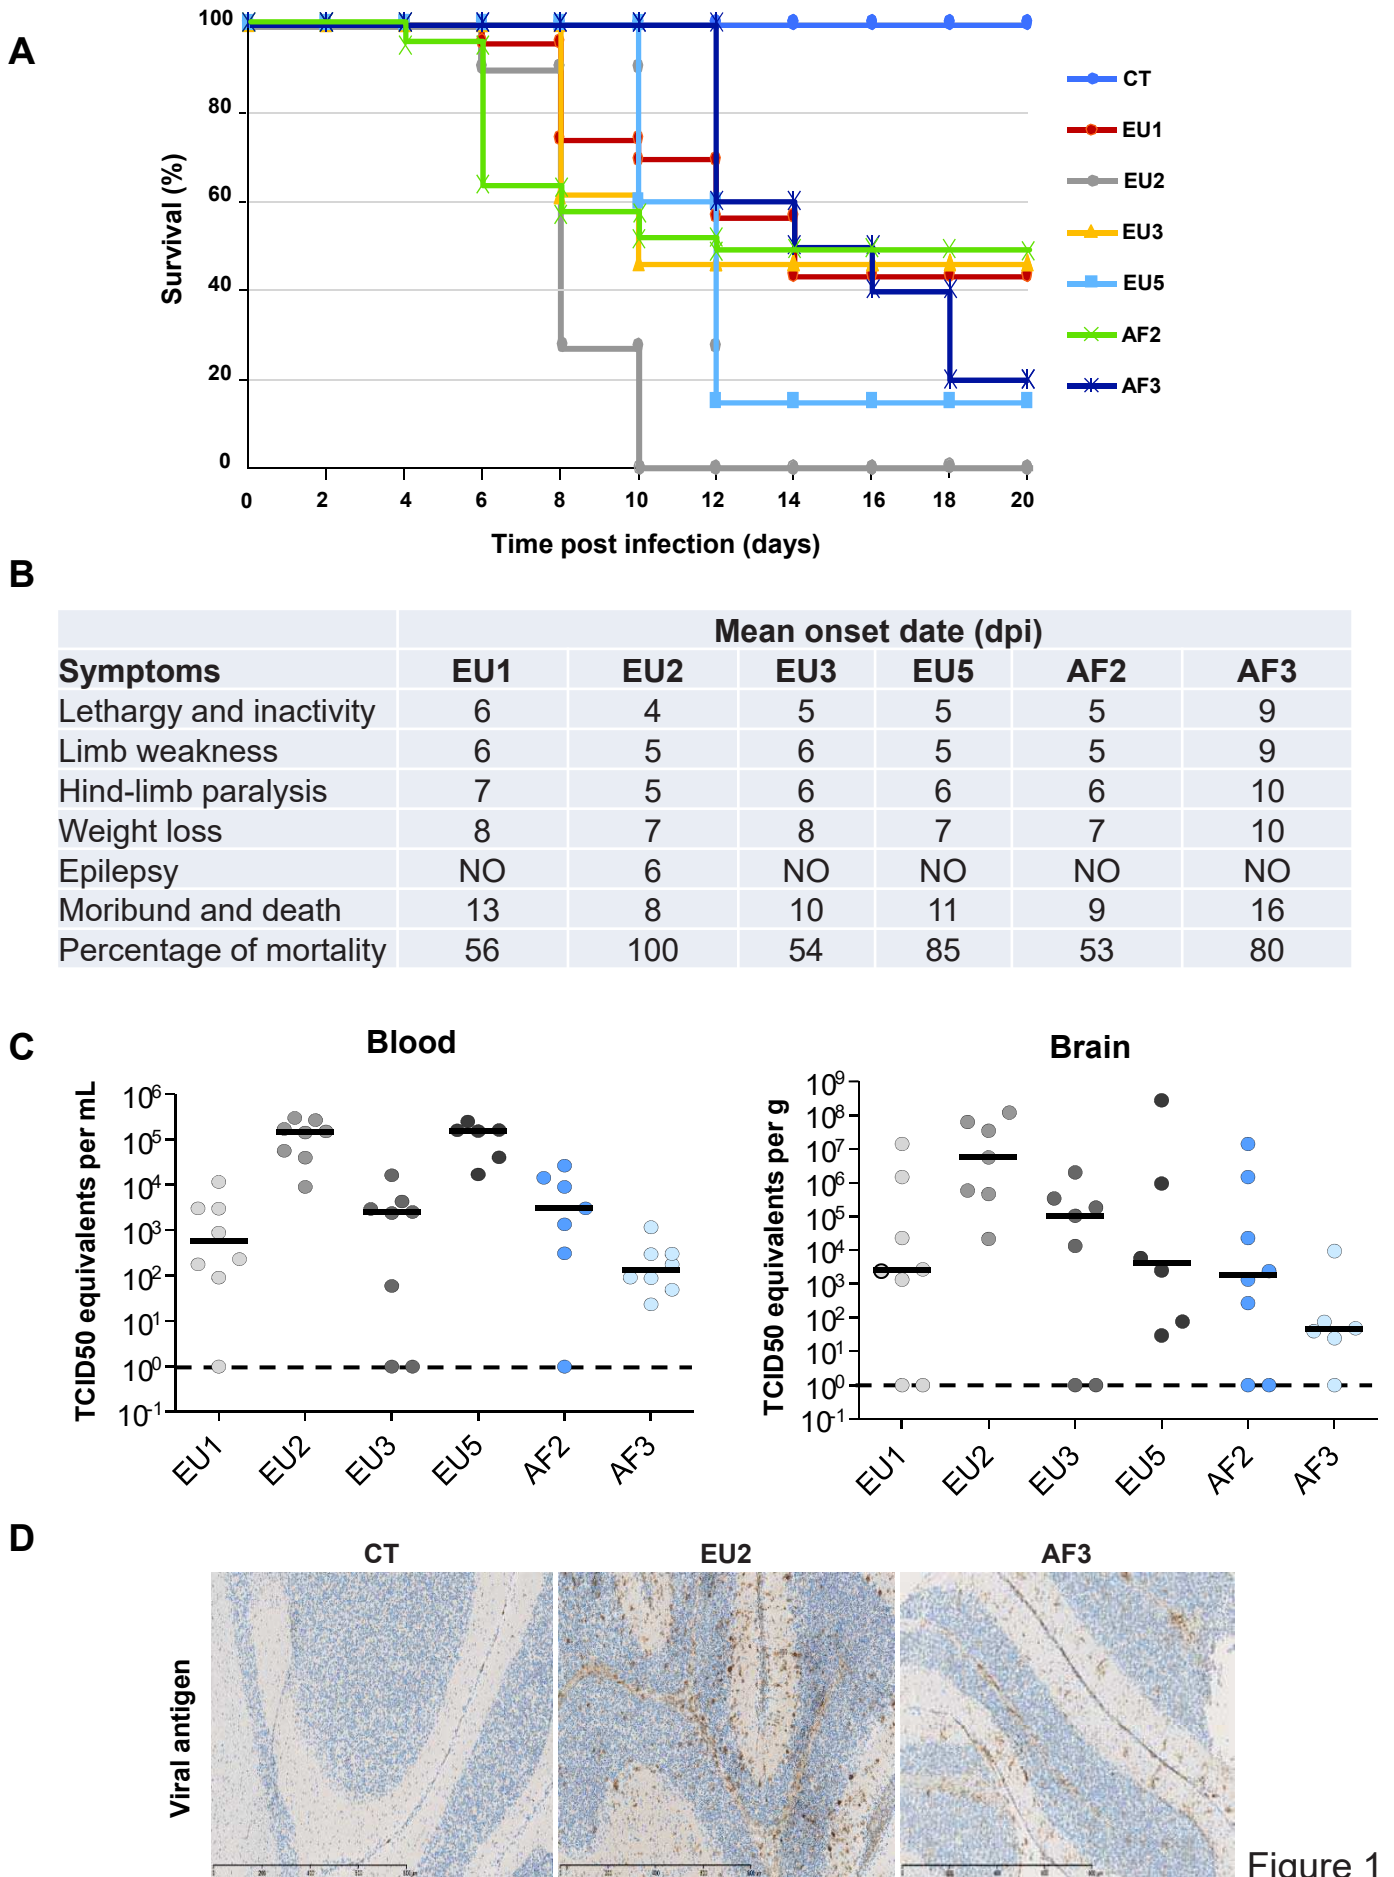 A
100
80
60
40
20
0
Survival (%)
0 2 4 6 8 10 12 14 16 18 20
Time post infection (days)
CT
EU1
EU2
EU3
EU5
AF2
AF3
B
Mean onset date (dpi)
Symptoms EU1 EU2 EU3 EU5 AF2 AF3
Lethargy and inactivity 6 4 5 5 5 9
Limb weakness 6 5 6 5 5 9
Hind-limb paralysis 7 5 6 6 6 10
Weight loss 8 7 8 7 7 10
Epilepsy NO 6 NO NO NO NO
Moribund and death 13 8 10 11 9 16
Percentage of mortality 56 100 54 85 53 80
C
Blood
TCID50 equivalents per mL
10⁶
10⁵
10⁴
10³
10²
10¹
10⁰
10⁻¹
EU1 EU2 EU3 EU5 AF2 AF3
Brain
TCID50 equivalents per g
10⁹
10⁸
10⁷
10⁶
10⁵
10⁴
10³
10²
10¹
10⁰
10⁻¹
EU1 EU2 EU3 EU5 AF2 AF3
D
CT EU2 AF3
Viral antigen
Figure 1